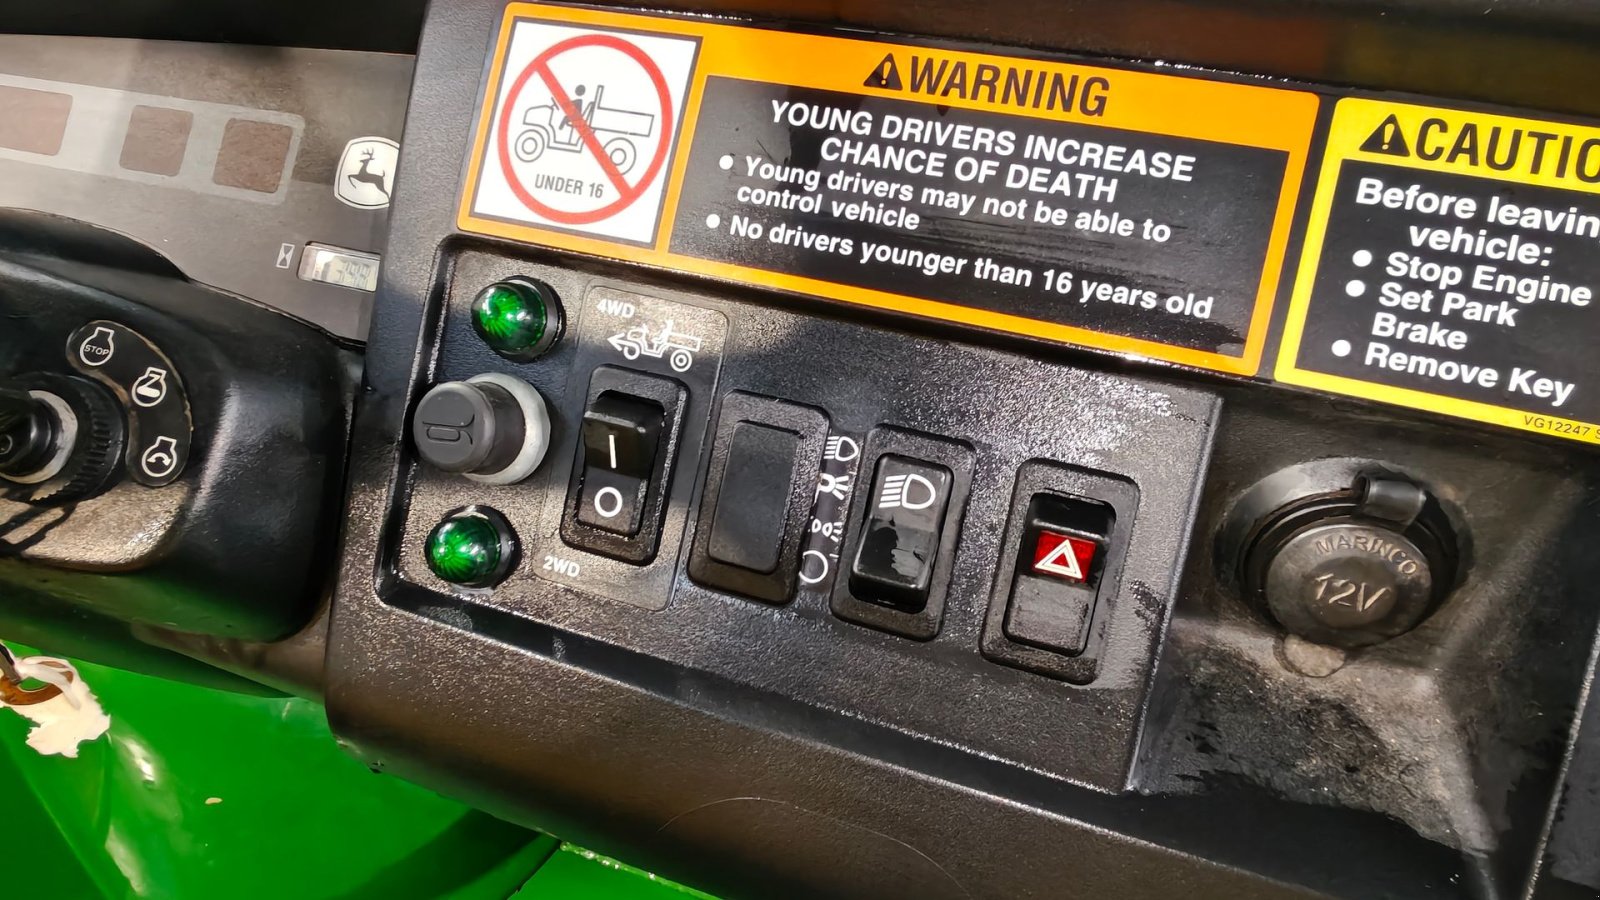 WARNING
UNDER 16
YOUNG DRIVERS INCREASE
CHANCE OF DEATH
• Young drivers may not be able to
control vehicle
• No drivers younger than 16 years old
CAUTIO
Before leavin
vehicle:
• Stop Engine
• Set Park
Brake
• Remove Key
VG12247
4WD
I
O
2WD
STOP
MARINCO
12V